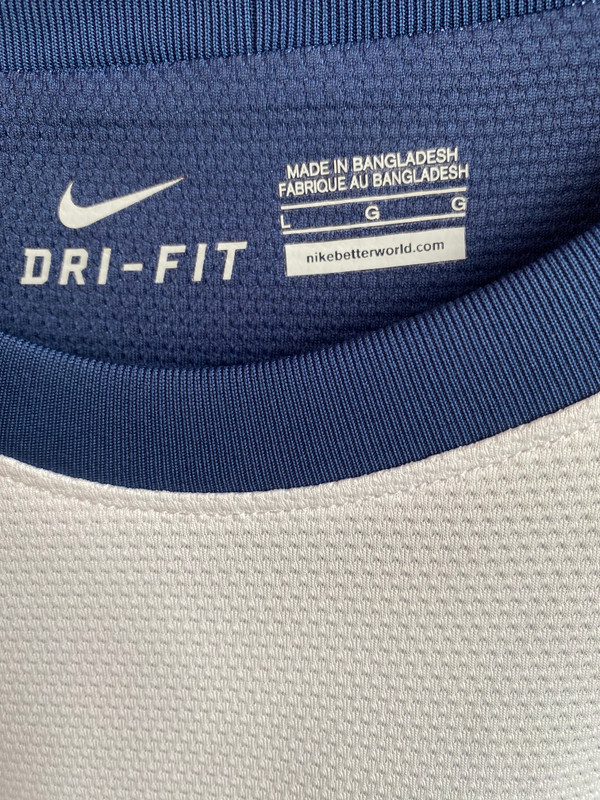 DRI-FIT
MADE IN BANGLADESH
FABRIQUE AU BANGLADESH
L G G
nikebetterworld.com